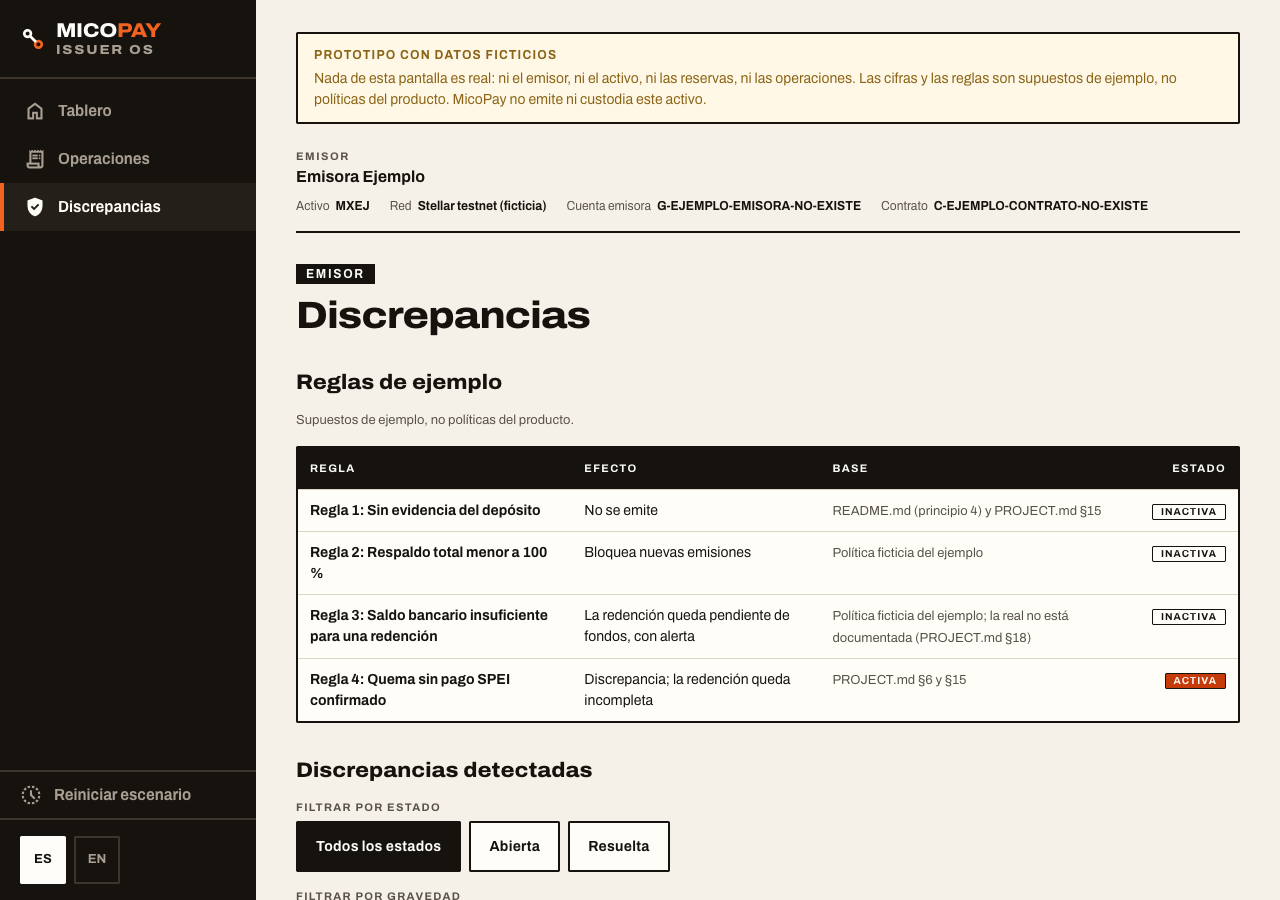 MICOPAY
ISSUER OS
Tablero
Operaciones
Discrepancias
Reiniciar escenario
ES
EN
PROTOTIPO CON DATOS FICTICIOS
Nada de esta pantalla es real: ni el emisor, ni el activo, ni las reservas, ni las operaciones. Las cifras y las reglas son supuestos de ejemplo, no
políticas del producto. MicoPay no emite ni custodia este activo.
EMISOR
Emisora Ejemplo
Activo MXEJ Red Stellar testnet (ficticia) Cuenta emisora G-EJEMPLO-EMISORA-NO-EXISTE Contrato C-EJEMPLO-CONTRATO-NO-EXISTE
EMISOR
Discrepancias
Reglas de ejemplo
Supuestos de ejemplo, no políticas del producto.
REGLA EFECTO BASE ESTADO
Regla 1: Sin evidencia del depósito No se emite README.md (principio 4) y PROJECT.md §15 INACTIVA
Regla 2: Respaldo total menor a 100 Bloquea nuevas emisiones Política ficticia del ejemplo INACTIVA
%
Regla 3: Saldo bancario insuficiente La redención queda pendiente de Política ficticia del ejemplo; la real no está INACTIVA
para una redención fondos, con alerta documentada (PROJECT.md §18)
Regla 4: Quema sin pago SPEI Discrepancia; la redención queda PROJECT.md §6 y §15 ACTIVA
confirmado incompleta
Discrepancias detectadas
FILTRAR POR ESTADO
Todos los estados Abierta Resuelta
FILTRAR POR GRAVEDAD